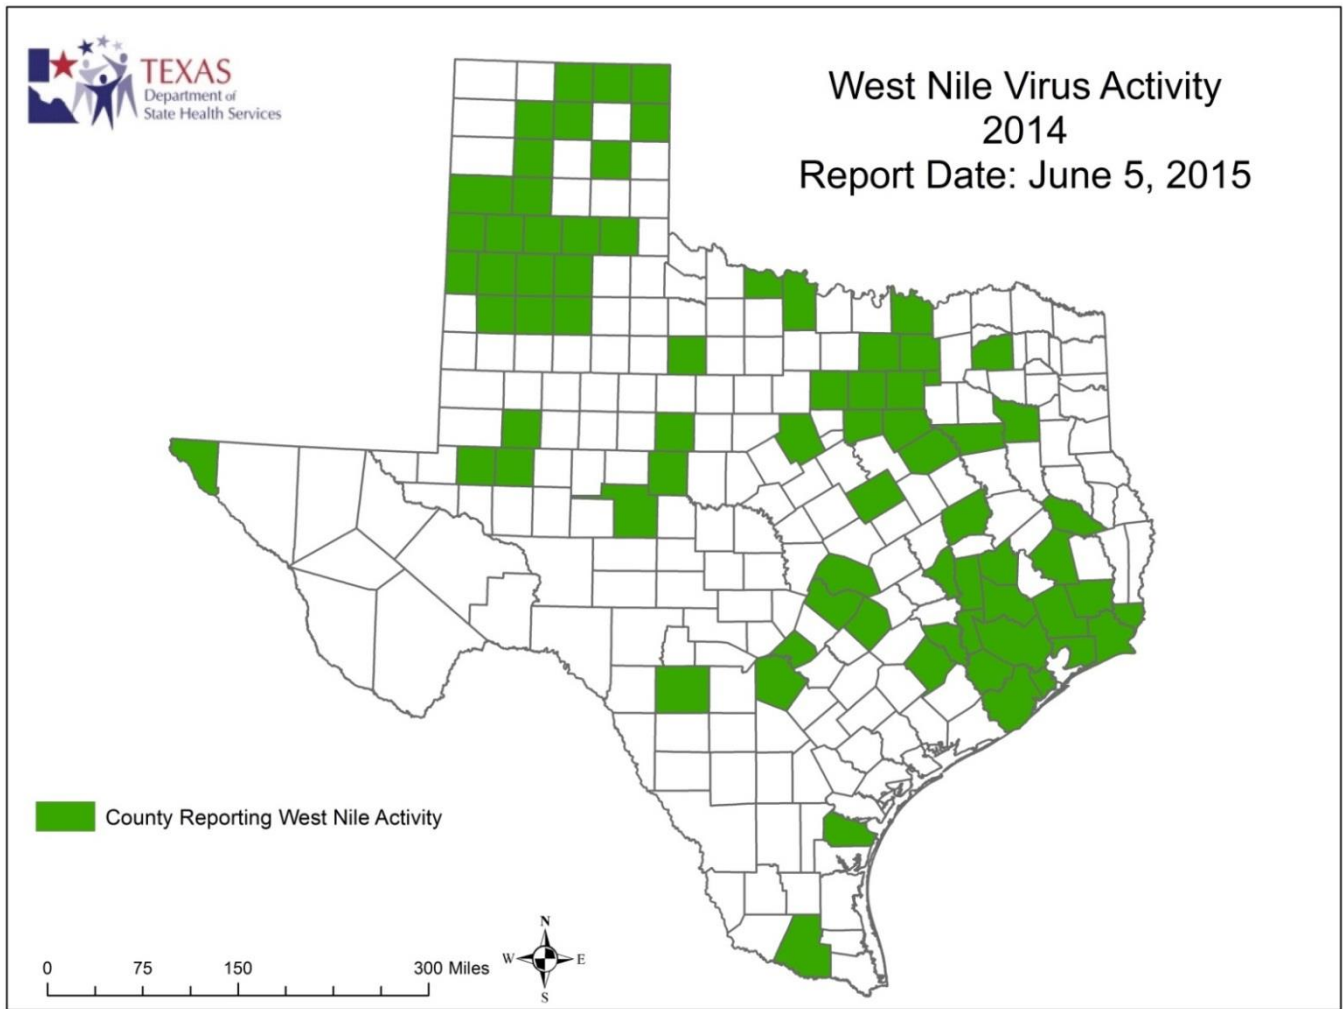 TEXAS
Department of
State Health Services
West Nile Virus Activity
2014
Report Date: June 5, 2015
County Reporting West Nile Activity
0 75 150 300 Miles
N
W E
S